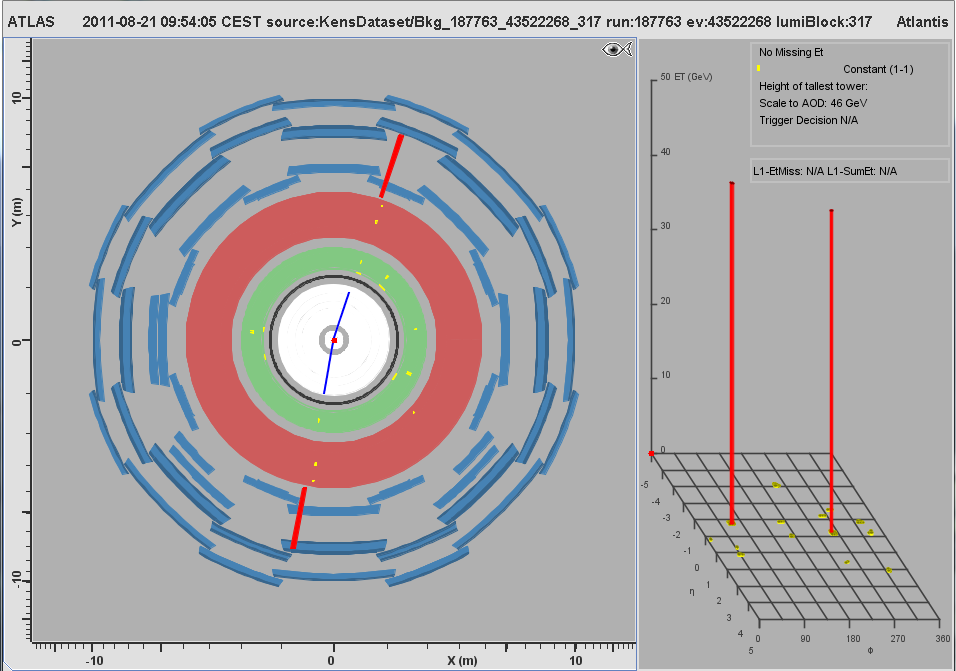 ATLAS 2011-08-21 09:54:05 CEST source:KensDataset/Bkg_187763_43522268_317 run:187763 ev:43522268 lumiBlock:317 Atlantis
No Missing Et
Constant (1-1)
Height of tallest tower:
Scale to AOD: 46 GeV
Trigger Decision N/A
L1-EtMiss: N/A L1-SumEt: N/A
50 ET (GeV)
40
30
20
10
0
-5
-4
-3
-2
-1
0
1
2
3
4
5
η
0
90
180
270
360
ϕ
10
Y (m)
0
-10
-10
0
X (m)
10